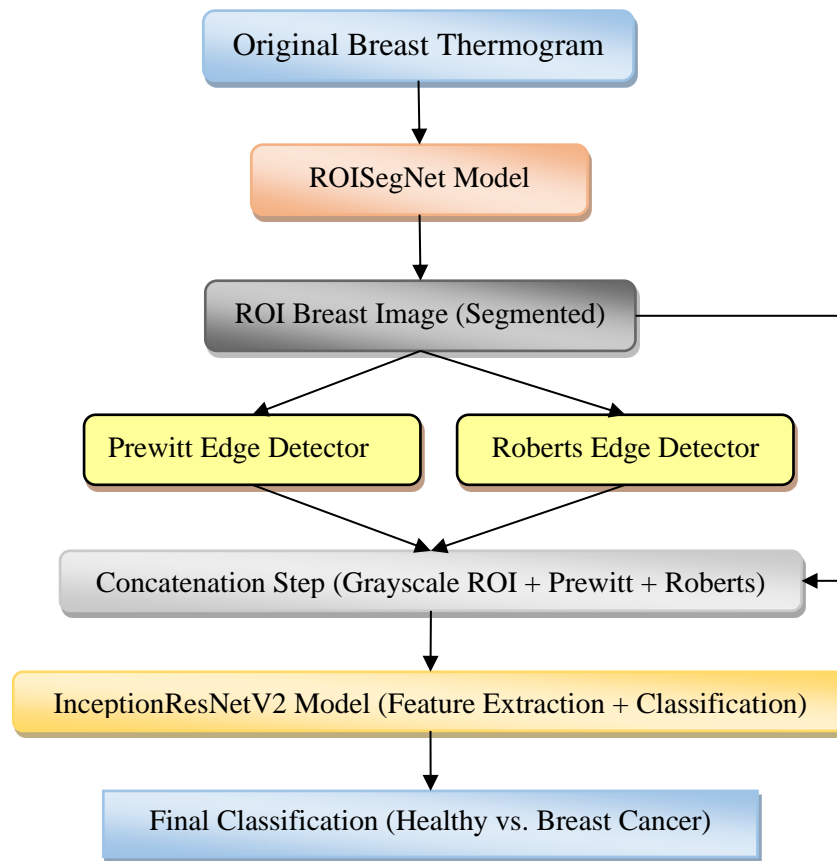 Original Breast Thermogram
ROISegNet Model
ROI Breast Image (Segmented)
Prewitt Edge Detector
Roberts Edge Detector
Concatenation Step (Grayscale ROI + Prewitt + Roberts)
InceptionResNetV2 Model (Feature Extraction + Classification)
Final Classification (Healthy vs. Breast Cancer)